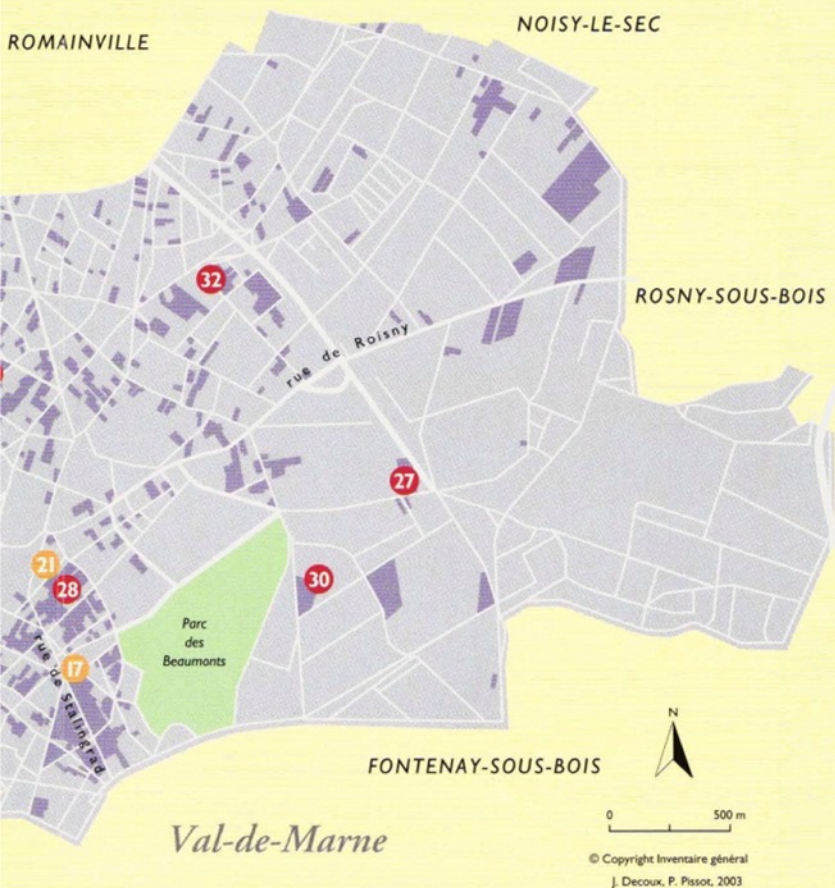 NOISY-LE-SEC
ROMAINVILLE
32
ROSNY-SOUS-BOIS
rue de Roisny
27
21
28
30
Parc
des
Beaumonts
rue de Stalingrad
17
N
FONTENAY-SOUS-BOIS
0 500 m
Val-de-Marne
© Copyright Inventaire général
J. Decoux, P. Pissot, 2003